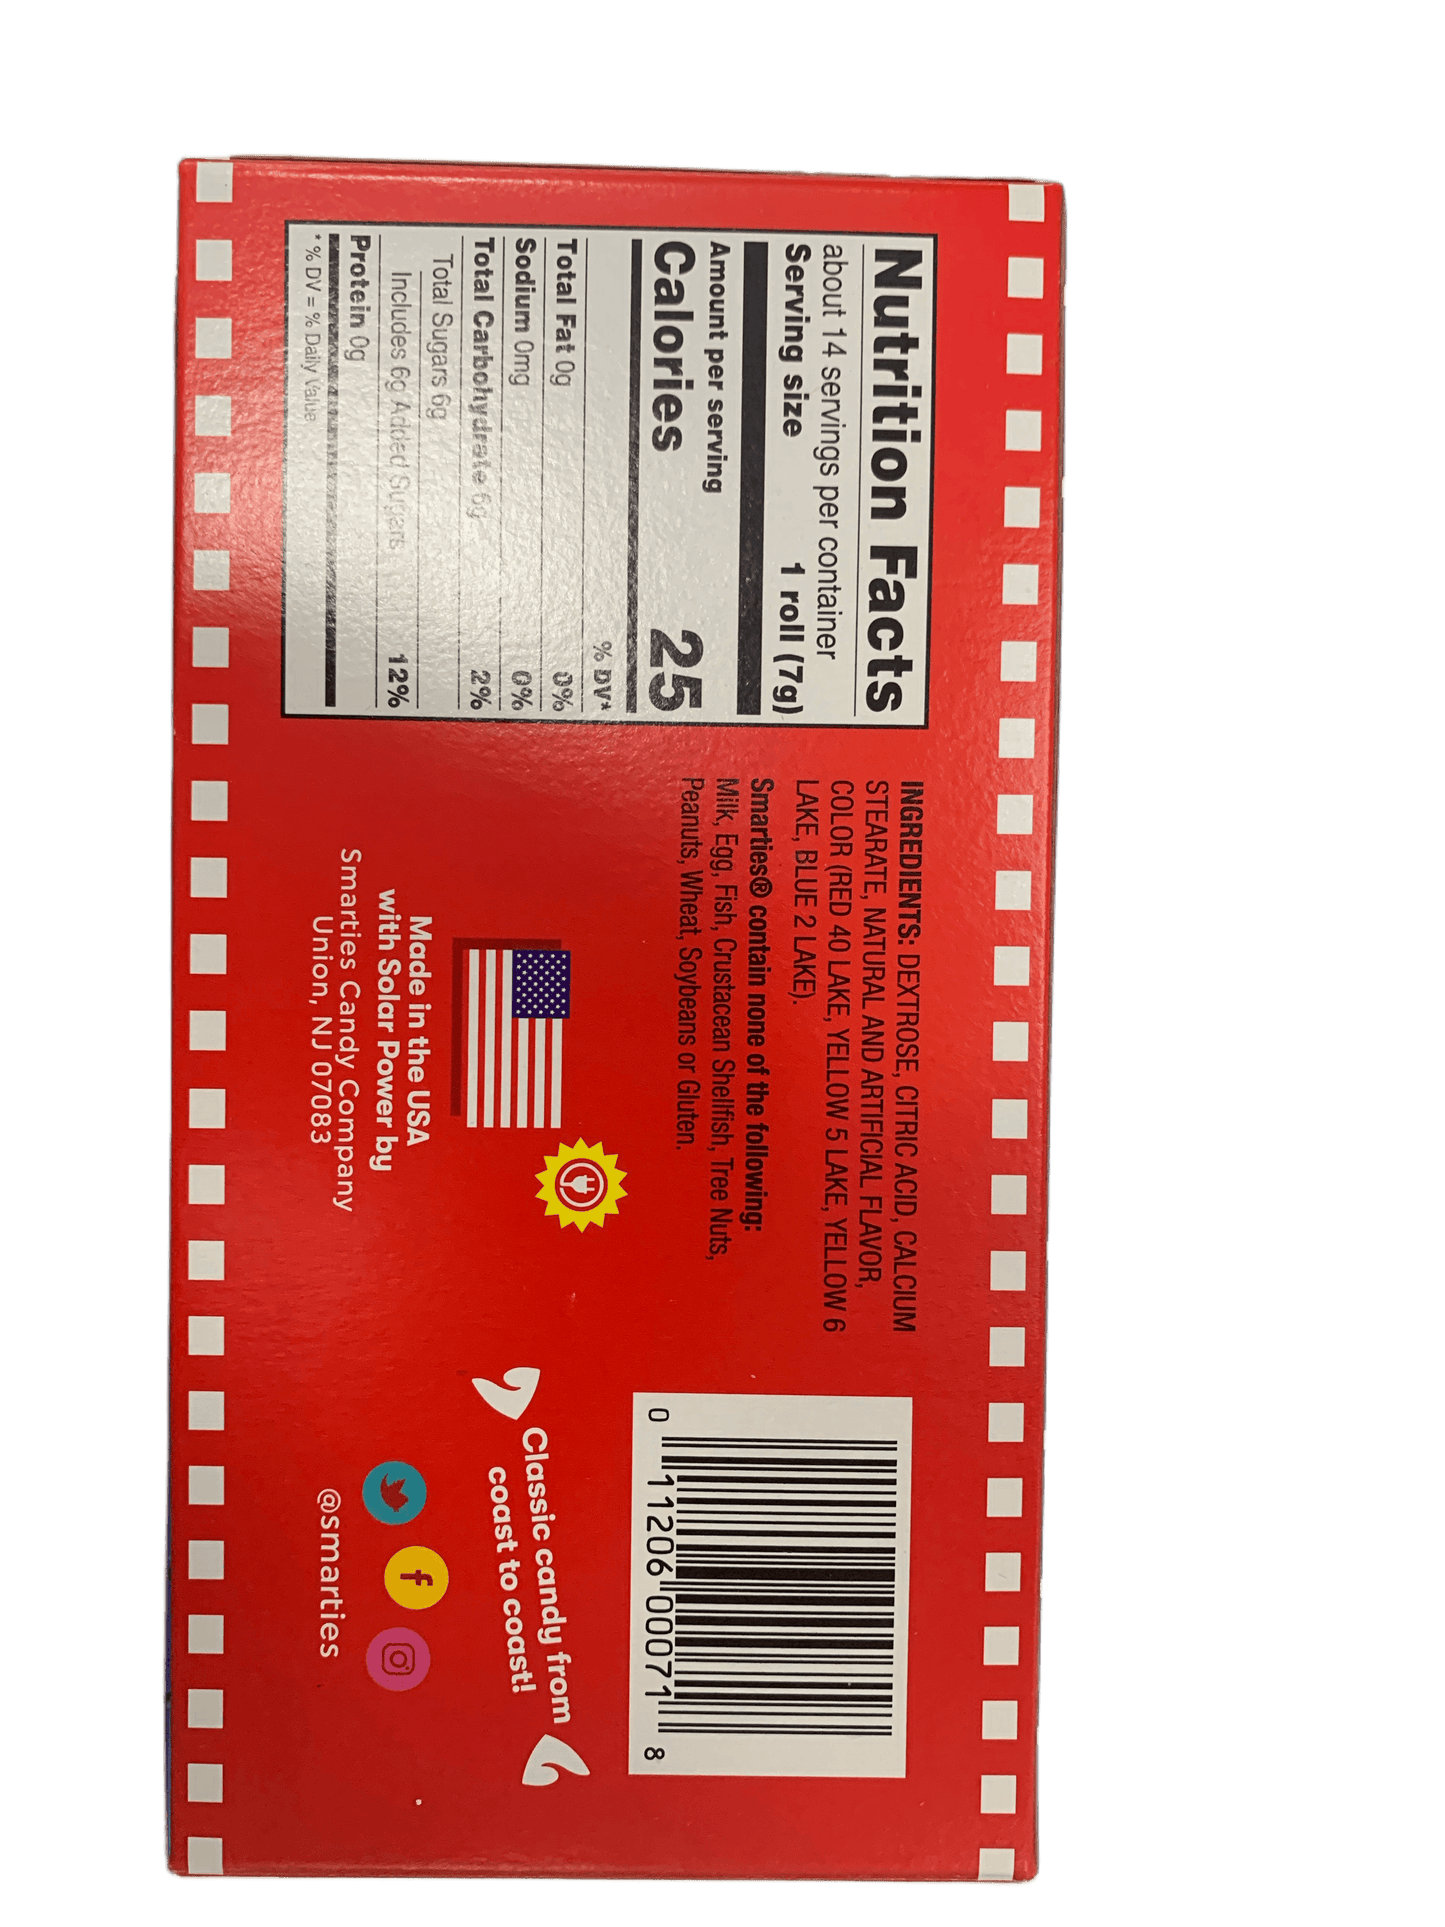 Nutrition Facts
about 14 servings per container
Serving size 1 roll (7g)
Amount per serving
Calories 25
% DV*
Total Fat 0g 0%
Sodium 0mg 0%
Total Carbohydrate 6g 2%
Total Sugars 6g
Includes 6g Added Sugars 12%
Protein 0g
* % DV = % Daily Value
INGREDIENTS: DEXTROSE, CITRIC ACID, CALCIUM
STEARATE, NATURAL AND ARTIFICIAL FLAVOR,
COLOR (RED 40 LAKE, YELLOW 5 LAKE, YELLOW 6
LAKE, BLUE 2 LAKE).
Smarties® contain none of the following:
Milk, Egg, Fish, Crustacean Shellfish, Tree Nuts,
Peanuts, Wheat, Soybeans or Gluten.
Made in the USA
with Solar Power by
Smarties Candy Company
Union, NJ 07083
0 11206 00071 8
Classic candy from
coast to coast!
f
@smarties